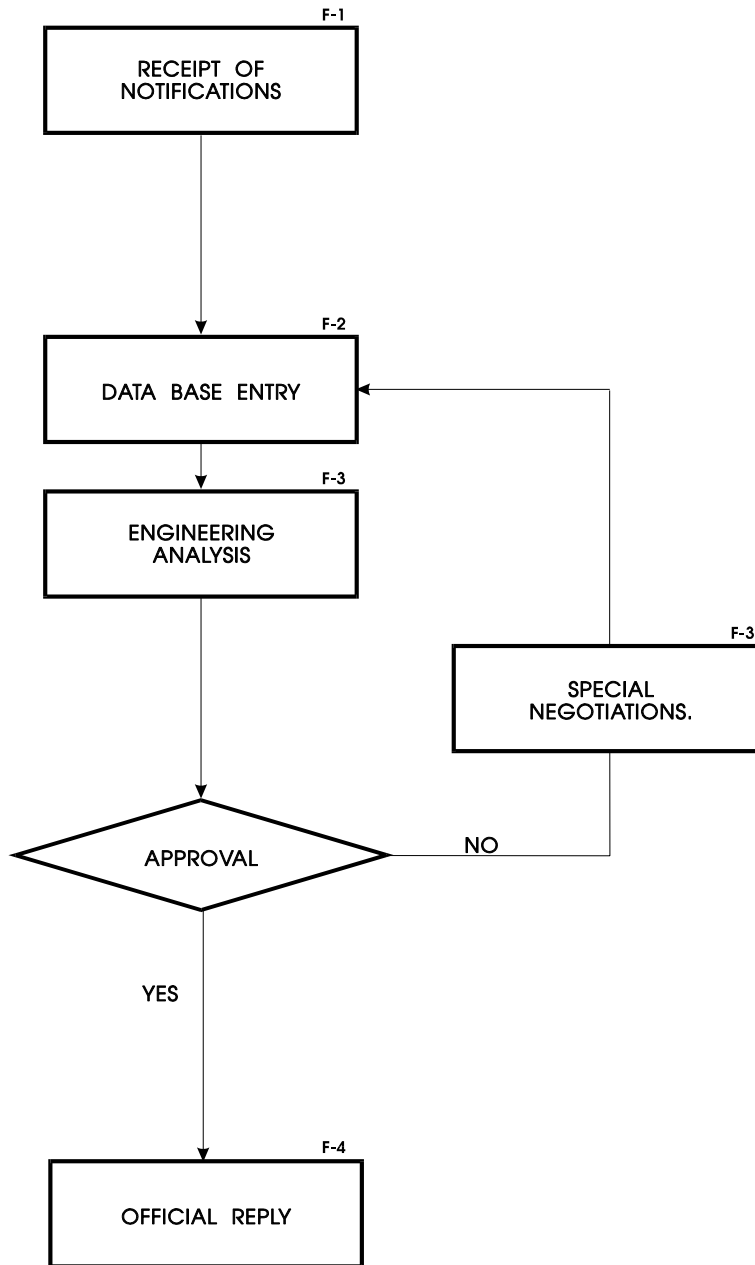 F-1
RECEIPT OF
NOTIFICATIONS
F-2
DATA BASE ENTRY
F-3
ENGINEERING
ANALYSIS
F-3
SPECIAL
NEGOTIATIONS.
APPROVAL
NO
YES
F-4
OFFICIAL REPLY